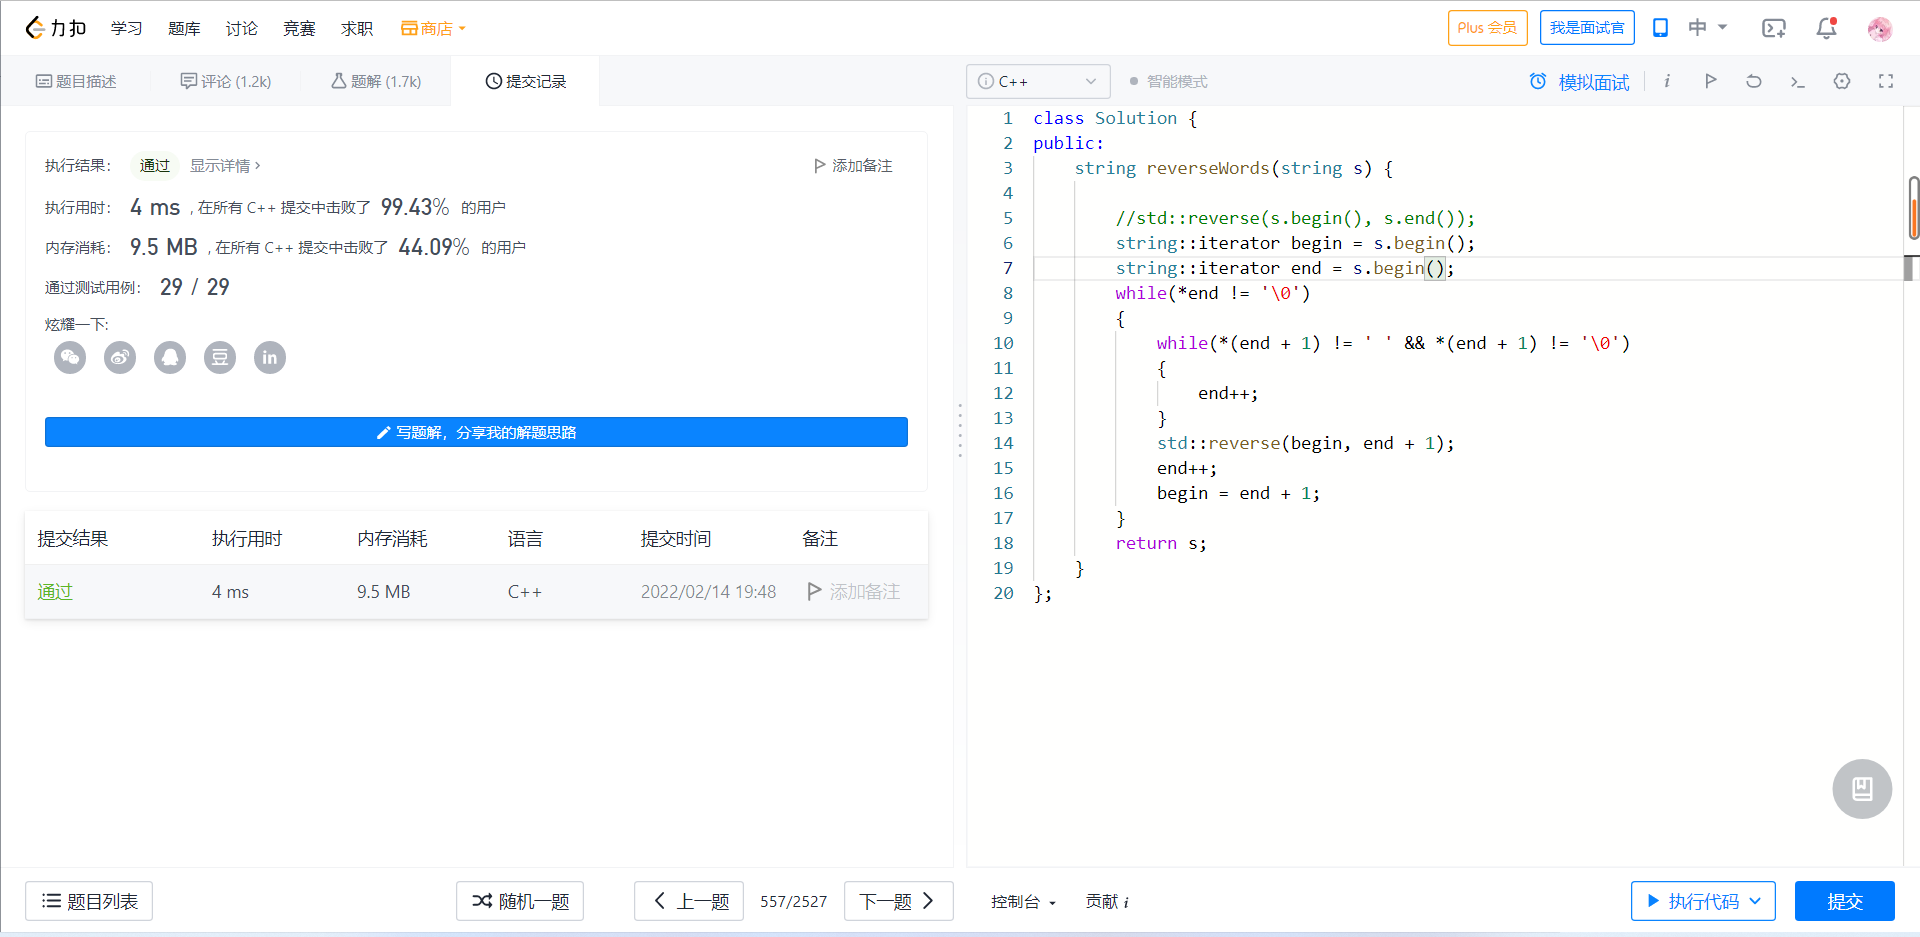 力扣 学习 题库 讨论 竞赛 求职 商店 Plus 会员 我是面试官 中
题目描述 评论 (1.2k) 题解 (1.7k) 提交记录
执行结果： 通过 显示详情 › 添加备注
执行用时： 4 ms , 在所有 C++ 提交中击败了 99.43% 的用户
内存消耗： 9.5 MB , 在所有 C++ 提交中击败了 44.09% 的用户
通过测试用例： 29 / 29
炫耀一下:
豆 in
写题解，分享我的解题思路
提交结果 执行用时 内存消耗 语言 提交时间 备注
通过 4 ms 9.5 MB C++ 2022/02/14 19:48 添加备注
i C++ 智能模式 模拟面试 i
1 class Solution {
2 public:
3 string reverseWords(string s) {
4
5 //std::reverse(s.begin(), s.end());
6 string::iterator begin = s.begin();
7 string::iterator end = s.begin();
8 while(*end != '\0')
9 {
10 while(*(end + 1) != ' ' && *(end + 1) != '\0')
11 {
12 end++;
13 }
14 std::reverse(begin, end + 1);
15 end++;
16 begin = end + 1;
17 }
18 return s;
19 }
20 };
题目列表 随机一题 上一题 557/2527 下一题 控制台 贡献 i 执行代码 提交